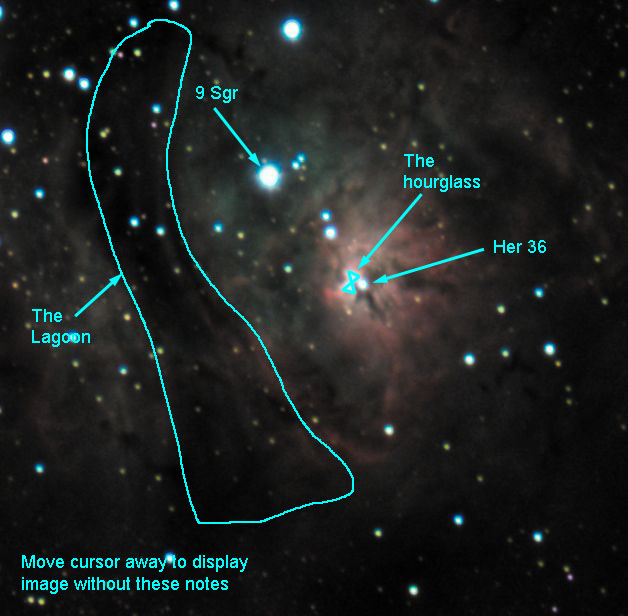 9 Sgr
The
hourglass
Her 36
The
Lagoon
Move cursor away to display
image without these notes